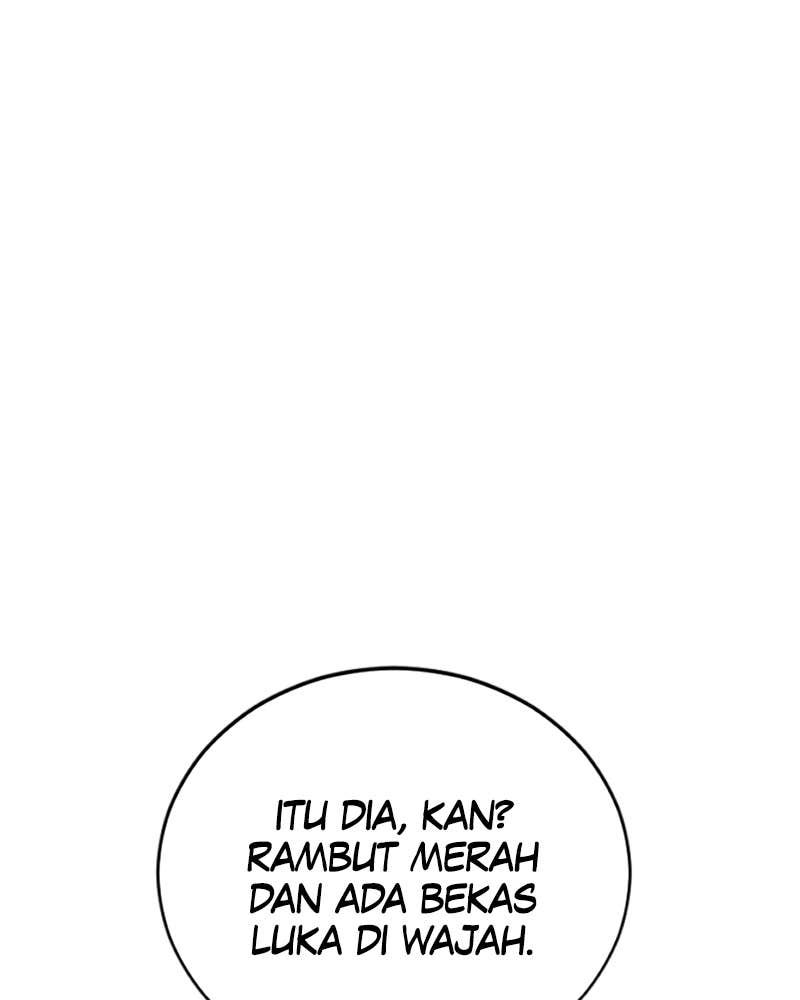 ITU DIA, KAN?
RAMBUT MERAH
DAN ADA BEKAS
LUKA DI WAJAH.